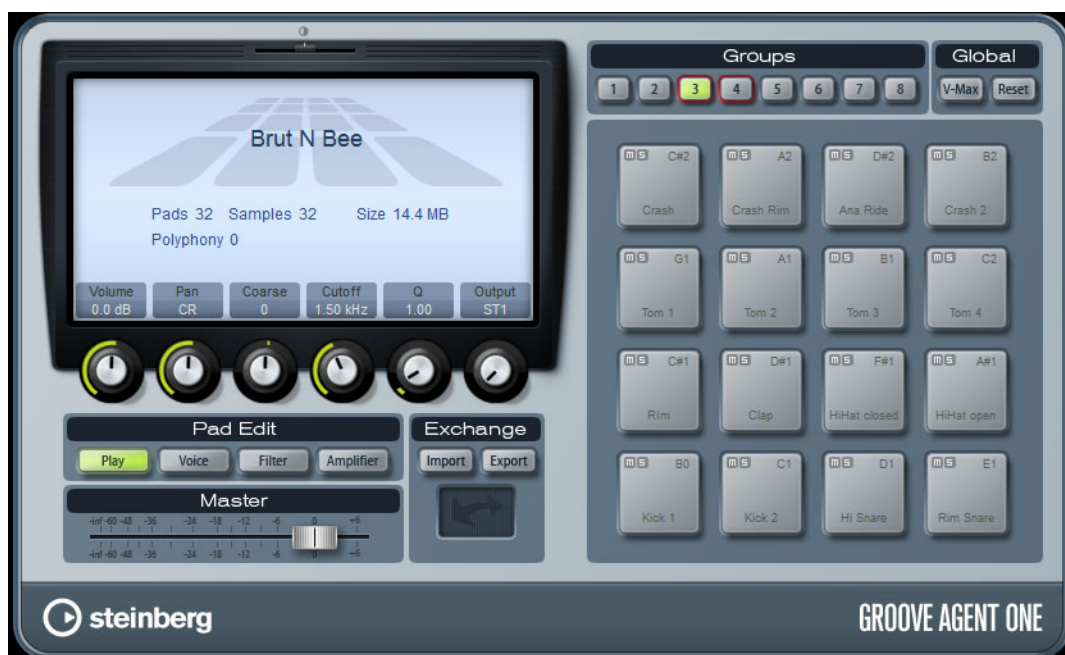 Brut N Bee
Pads 32 Samples 32 Size 14.4 MB
Polyphony 0
Volume Pan Coarse Cutoff Q Output
0.0 dB CR 0 1.50 kHz 1.00 ST1
Pad Edit
Play Voice Filter Amplifier
Exchange
Import Export
Master
-inf -60 -48 -36 -24 -18 -12 -6 0 +6
-inf -60 -48 -36 -24 -18 -12 -6 0 +6
Groups
1 2 3 4 5 6 7 8
Global
V-Max Reset
M S C#2 M S A2 M S D#2 M S B2
Crash Crash Rim Ana Ride Crash 2
M S G1 M S A1 M S B1 M S C2
Tom 1 Tom 2 Tom 3 Tom 4
M S C#1 M S D#1 M S F#1 M S A#1
RIm Clap HiHat closed HiHat open
M S B0 M S C1 M S D1 M S E1
Kick 1 Kick 2 Hi Snare Rim Snare
steinberg
GROOVE AGENT ONE